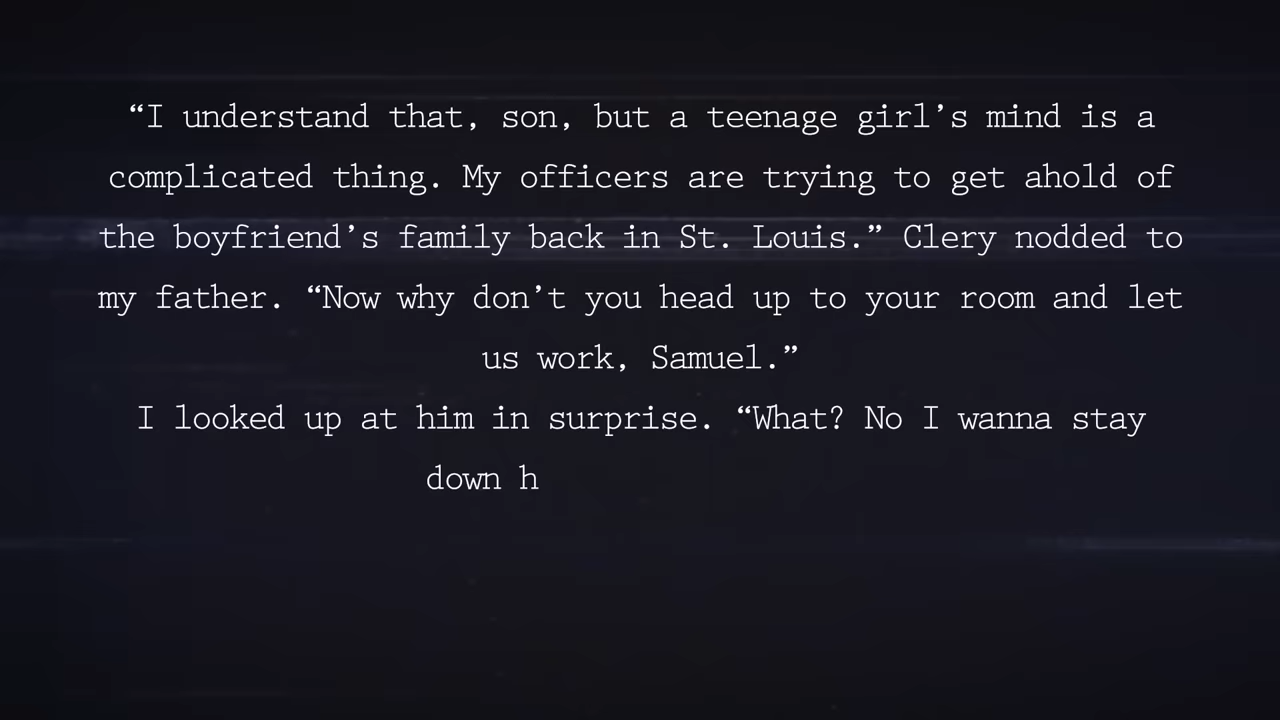 “I understand that, son, but a teenage girl’s mind is a
complicated thing. My officers are trying to get ahold of
the boyfriend’s family back in St. Louis.” Clery nodded to
my father. “Now why don’t you head up to your room and let
us work, Samuel.”
I looked up at him in surprise. “What? No I wanna stay
down h